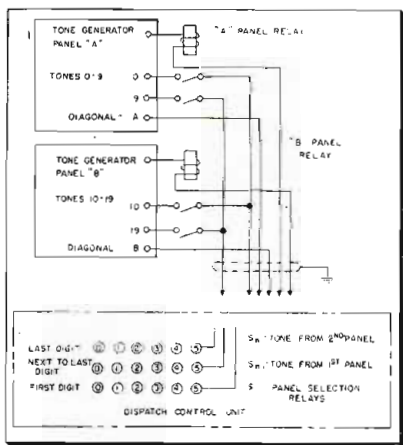 TONE GENERATOR
PANEL "A"
"A" PANEL RELAY
TONES 0-9
0
9
DIAGONAL - A
"B PANEL
RELAY
TONE GENERATOR
PANEL "B"
TONES 10-19
10
19
DIAGONAL B
LAST DIGIT 0 1 2 3 4 5
Sn, TONE FROM 2ND PANEL
NEXT TO LAST
DIGIT 0 1 2 3 4 5
Sn, TONE FROM 1ST PANEL
FIRST DIGIT 0 1 2 3 4 5
S PANEL SELECTION
RELAYS
DISPATCH CONTROL UNIT